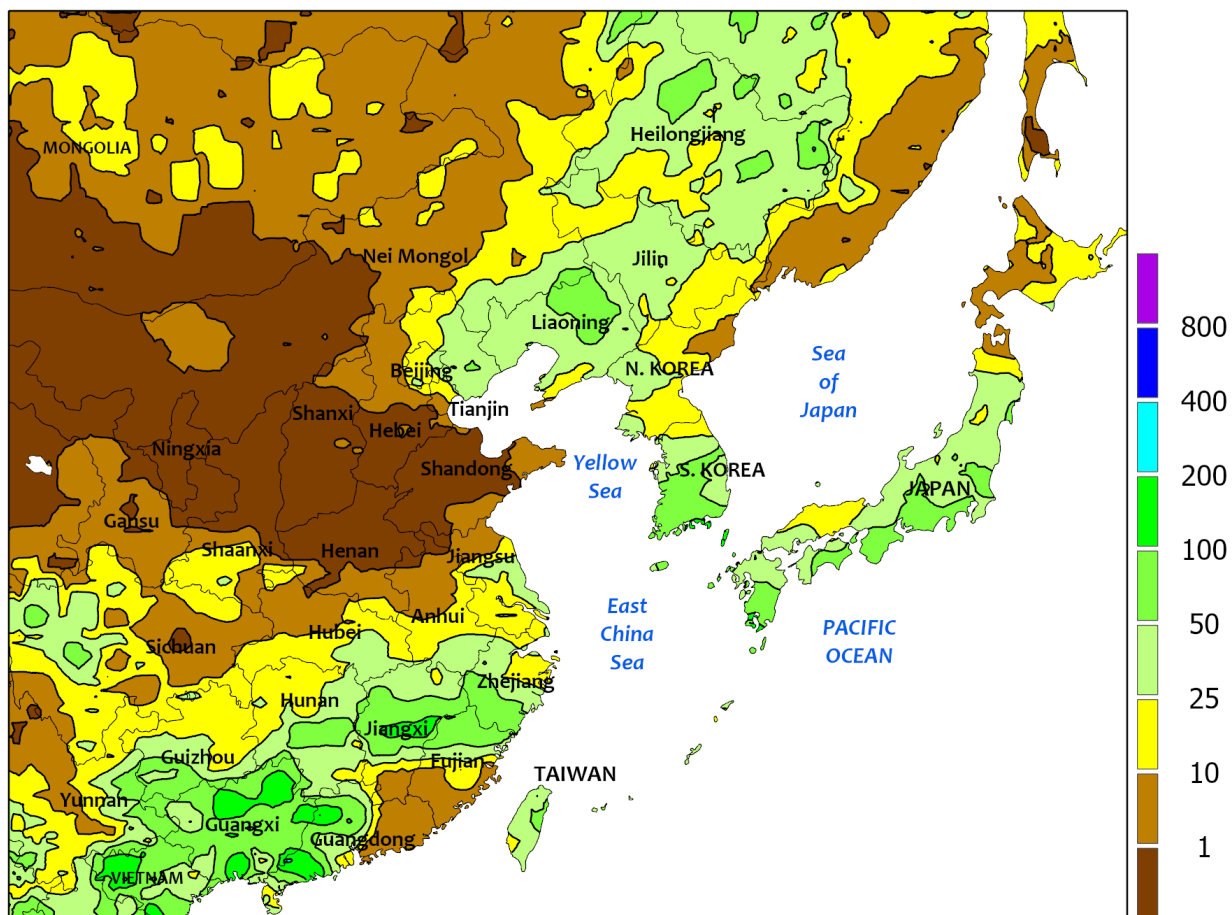 MONGOLIA
Heilongjiang
Nei Mongol
Jilin
Liaoning
Beijing
N. KOREA
Sea
of
Japan
Shanxi
Tianjin
Hebei
Ningxia
Shandong
Yellow
Sea
S. KOREA
JAPAN
Gansu
Shaanxi
Henan
Jiangsu
Sichuan
Hubei
Anhui
East
China
Sea
PACIFIC
OCEAN
Hunan
Zhejiang
Jiangxi
Guizhou
Fujian
TAIWAN
Yunnan
Guangxi
Guangdong
VIETNAM
800
400
200
100
50
25
10
1